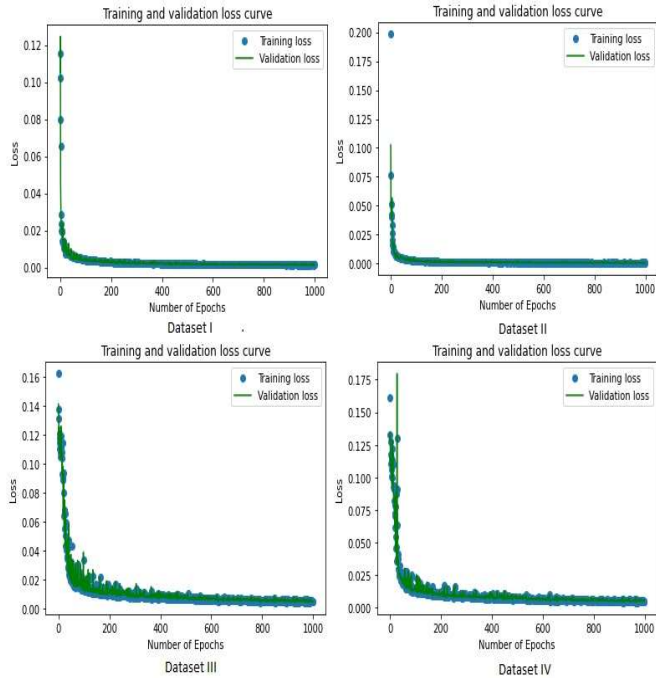 Training and validation loss curve
Training loss
Validation loss
0.12
0.10
0.08
0.06
0.04
0.02
0.00
Loss
0 200 400 600 800 1000
Number of Epochs
Dataset I .
Training and validation loss curve
Training loss
Validation loss
0.200
0.175
0.150
0.125
0.100
0.075
0.050
0.025
0.000
Loss
0 200 400 600 800 1000
Number of Epochs
Dataset II
Training and validation loss curve
Training loss
Validation loss
0.16
0.14
0.12
0.10
0.08
0.06
0.04
0.02
0.00
Loss
0 200 400 600 800 1000
Number of Epochs
Dataset III
Training and validation loss curve
Training loss
Validation loss
0.175
0.150
0.125
0.100
0.075
0.050
0.025
0.000
Loss
0 200 400 600 800 1000
Number of Epochs
Dataset IV